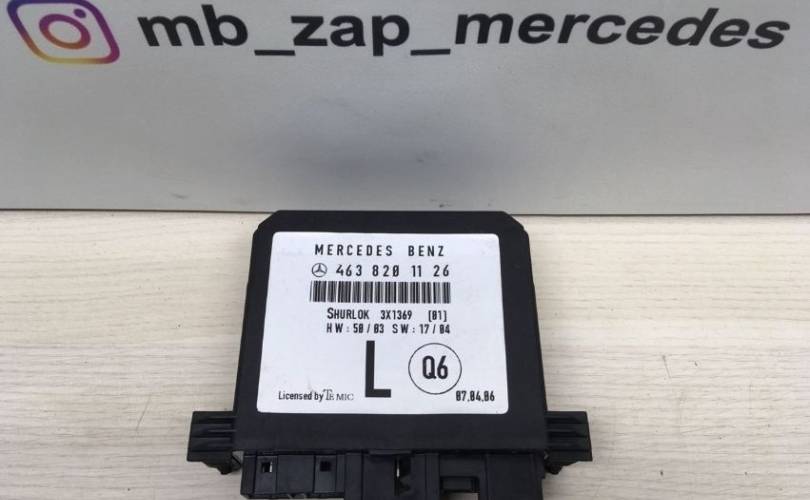 mb_zap_mercedes
MERCEDES BENZ
463 820 11 26
SHURLOK 3X1369 [01]
HW:50/03 SW:17/04
L
Q6
Licensed by TEMIC
07.04.06